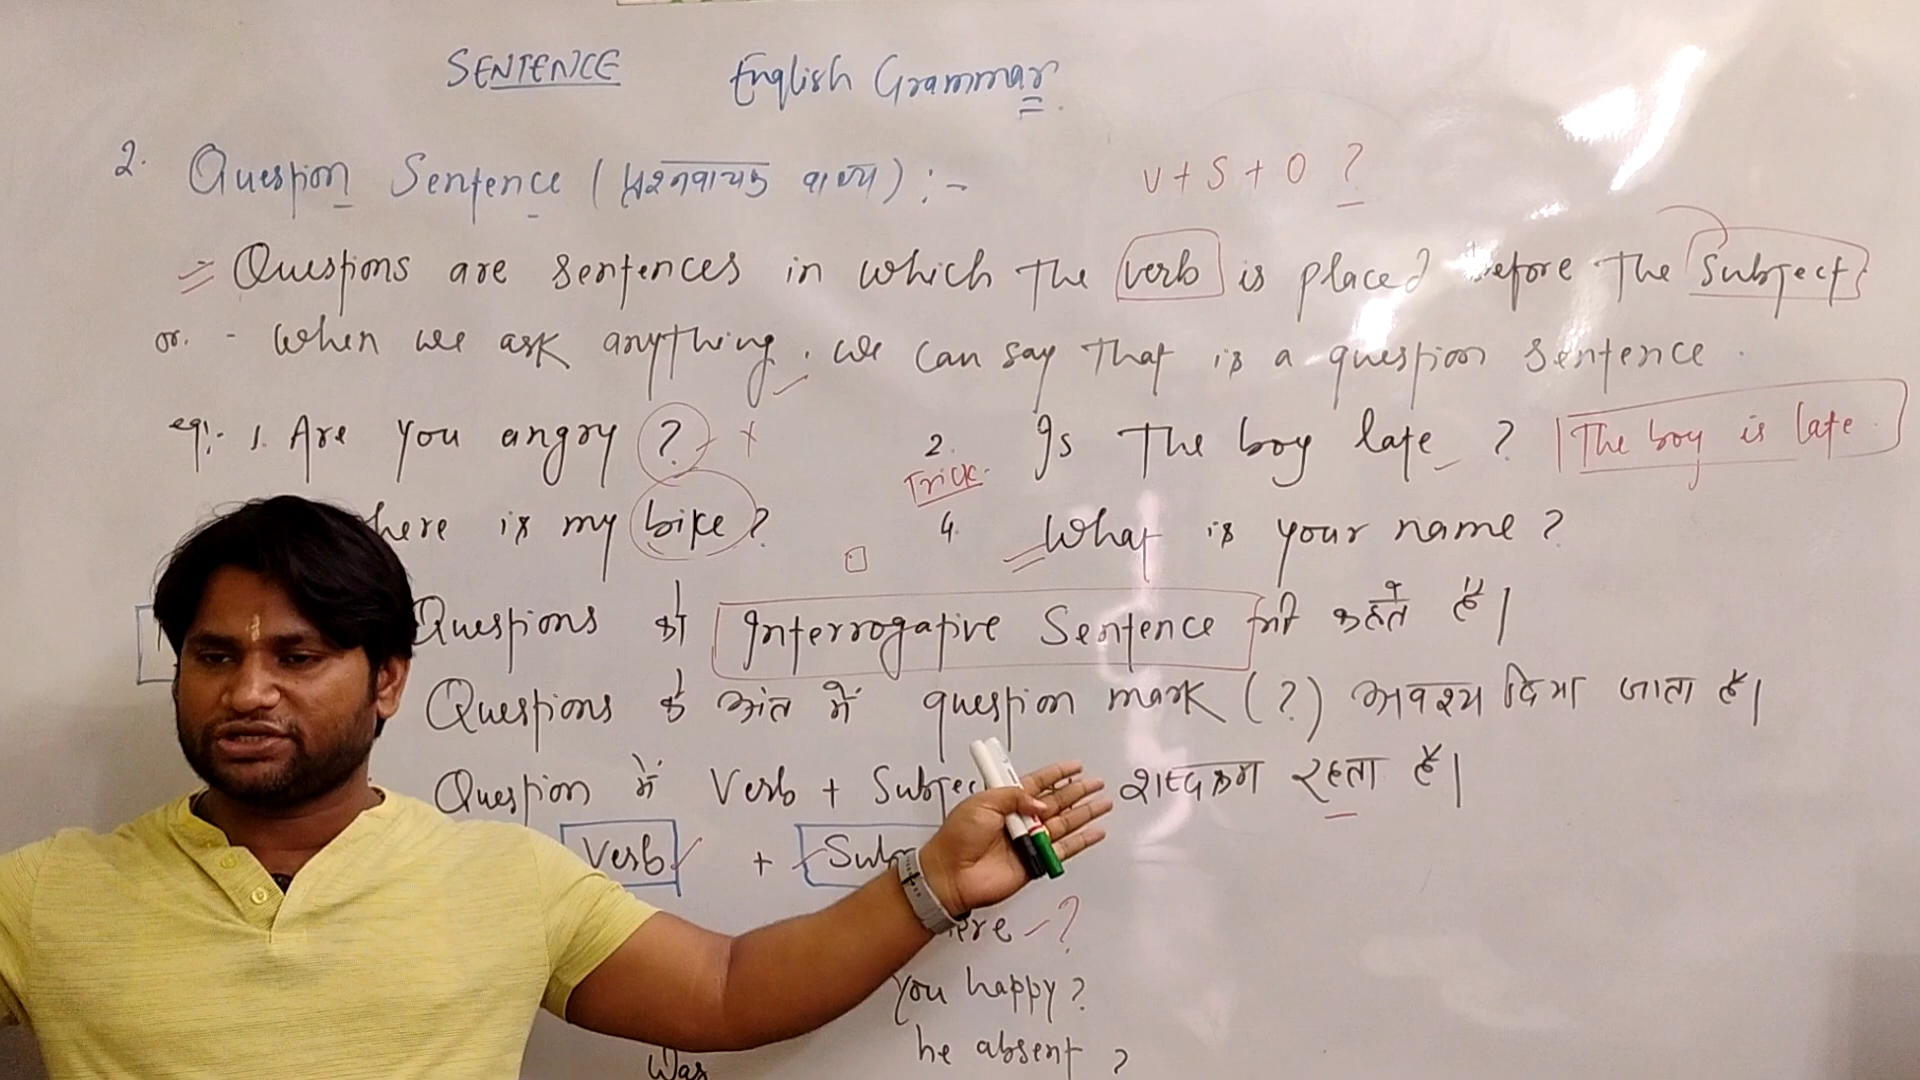 SENTENCE English Grammar
2. Question Sentence (प्रश्नवाचक वाक्य) :- V + S + O ?
= Questions are sentences in which the verb is placed before the Subject
or. - When we ask anything, we can say that is a question sentence.
eg:- 1. Are you angry ? × 2. Is the boy late ? The boy is late.
Trick.
here is my bike ? 4. What is your name ?
Questions को Interrogative Sentence भी कहते हैं।
Questions के अंत में question mark (?) अवश्य दिया जाता है।
Question में Verb + Subjec शब्दक्रम रहता है।
Verb + Sub
ere - ?
you happy ?
he absent ?
Was